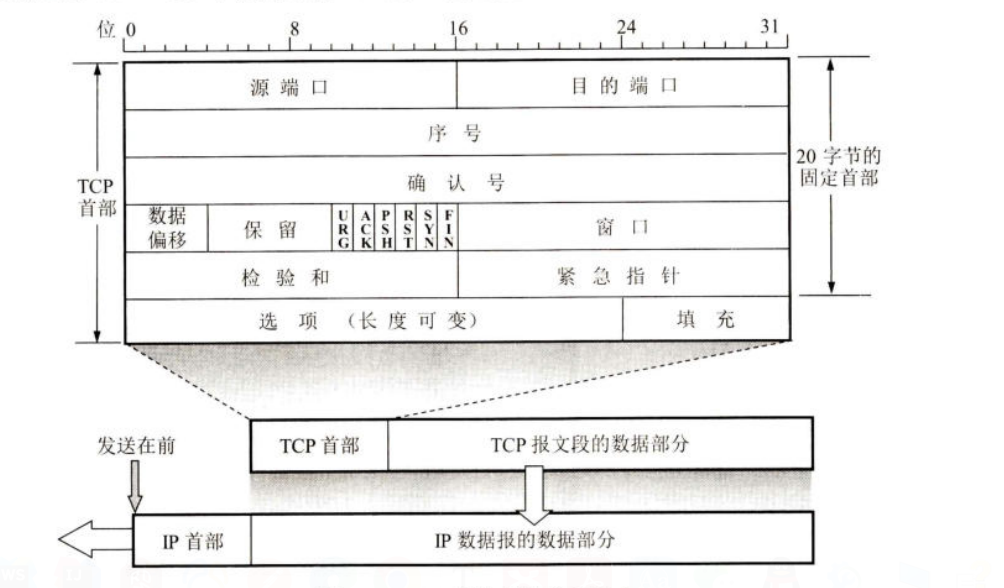 位 0 8 16 24 31
源端口 目的端口
序号
确认号
TCP
首部
20 字节的
固定首部
数据
偏移
保留
URG
ACK
PSH
RST
SYN
FIN
窗口
检验和 紧急指针
选项 (长度可变) 填充
发送在前
TCP 首部 TCP 报文段的数据部分
IP 首部 IP 数据报的数据部分